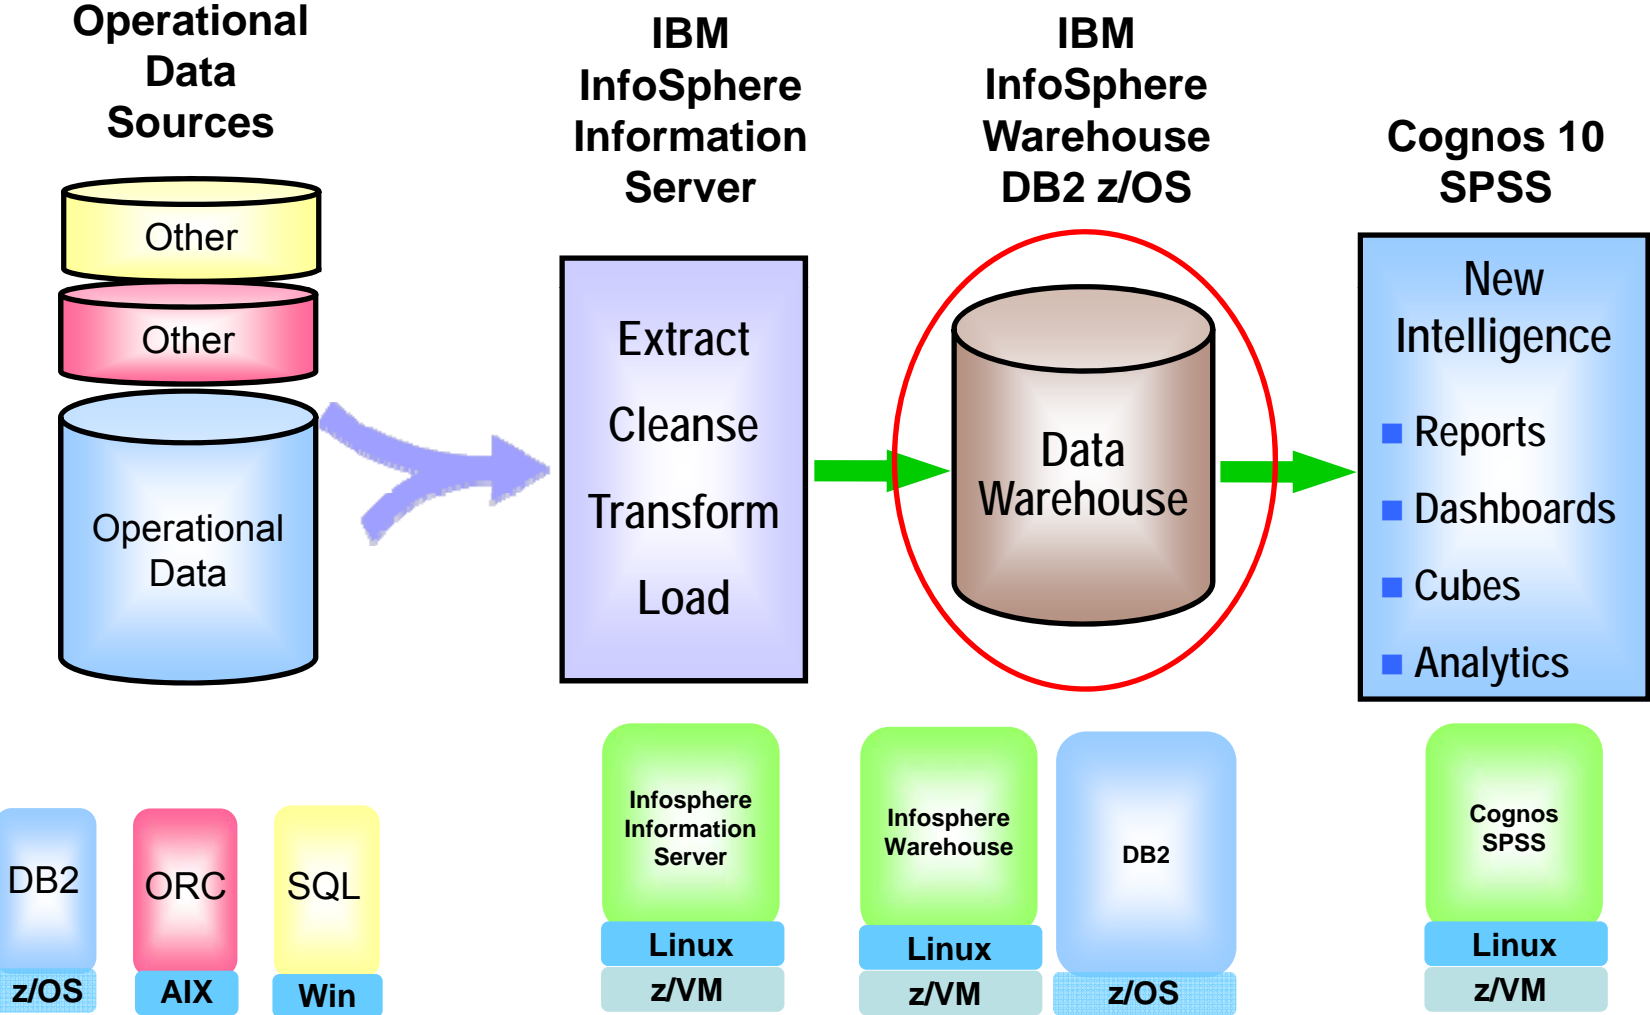 Operational
Data
Sources
IBM
InfoSphere
Information
Server
IBM
InfoSphere
Warehouse
DB2 z/OS
Cognos 10
SPSS
Other
Other
Operational
Data
Extract
Cleanse
Transform
Load
Data
Warehouse
New
Intelligence
Reports
Dashboards
Cubes
Analytics
DB2
z/OS
ORC
AIX
SQL
Win
Infosphere
Information
Server
Linux
z/VM
Infosphere
Warehouse
Linux
z/VM
DB2
z/OS
Cognos
SPSS
Linux
z/VM